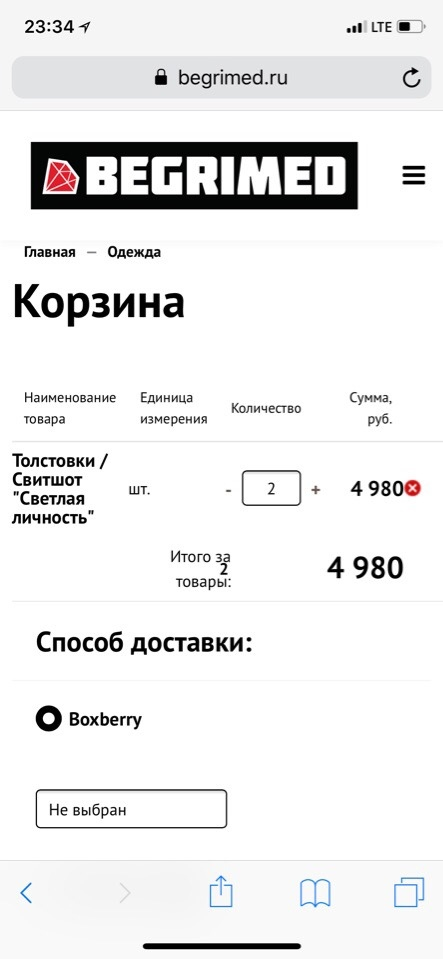 23:34
LTE
begrimed.ru
BEGRIMED
Главная — Одежда
Корзина
Наименование товара
Единица измерения
Количество
Сумма, руб.
Толстовки /
Свитшот
"Светлая
личность"
шт.
- 2 +
4 980
Итого за
товары:
2
4 980
Способ доставки:
Boxberry
Не выбран